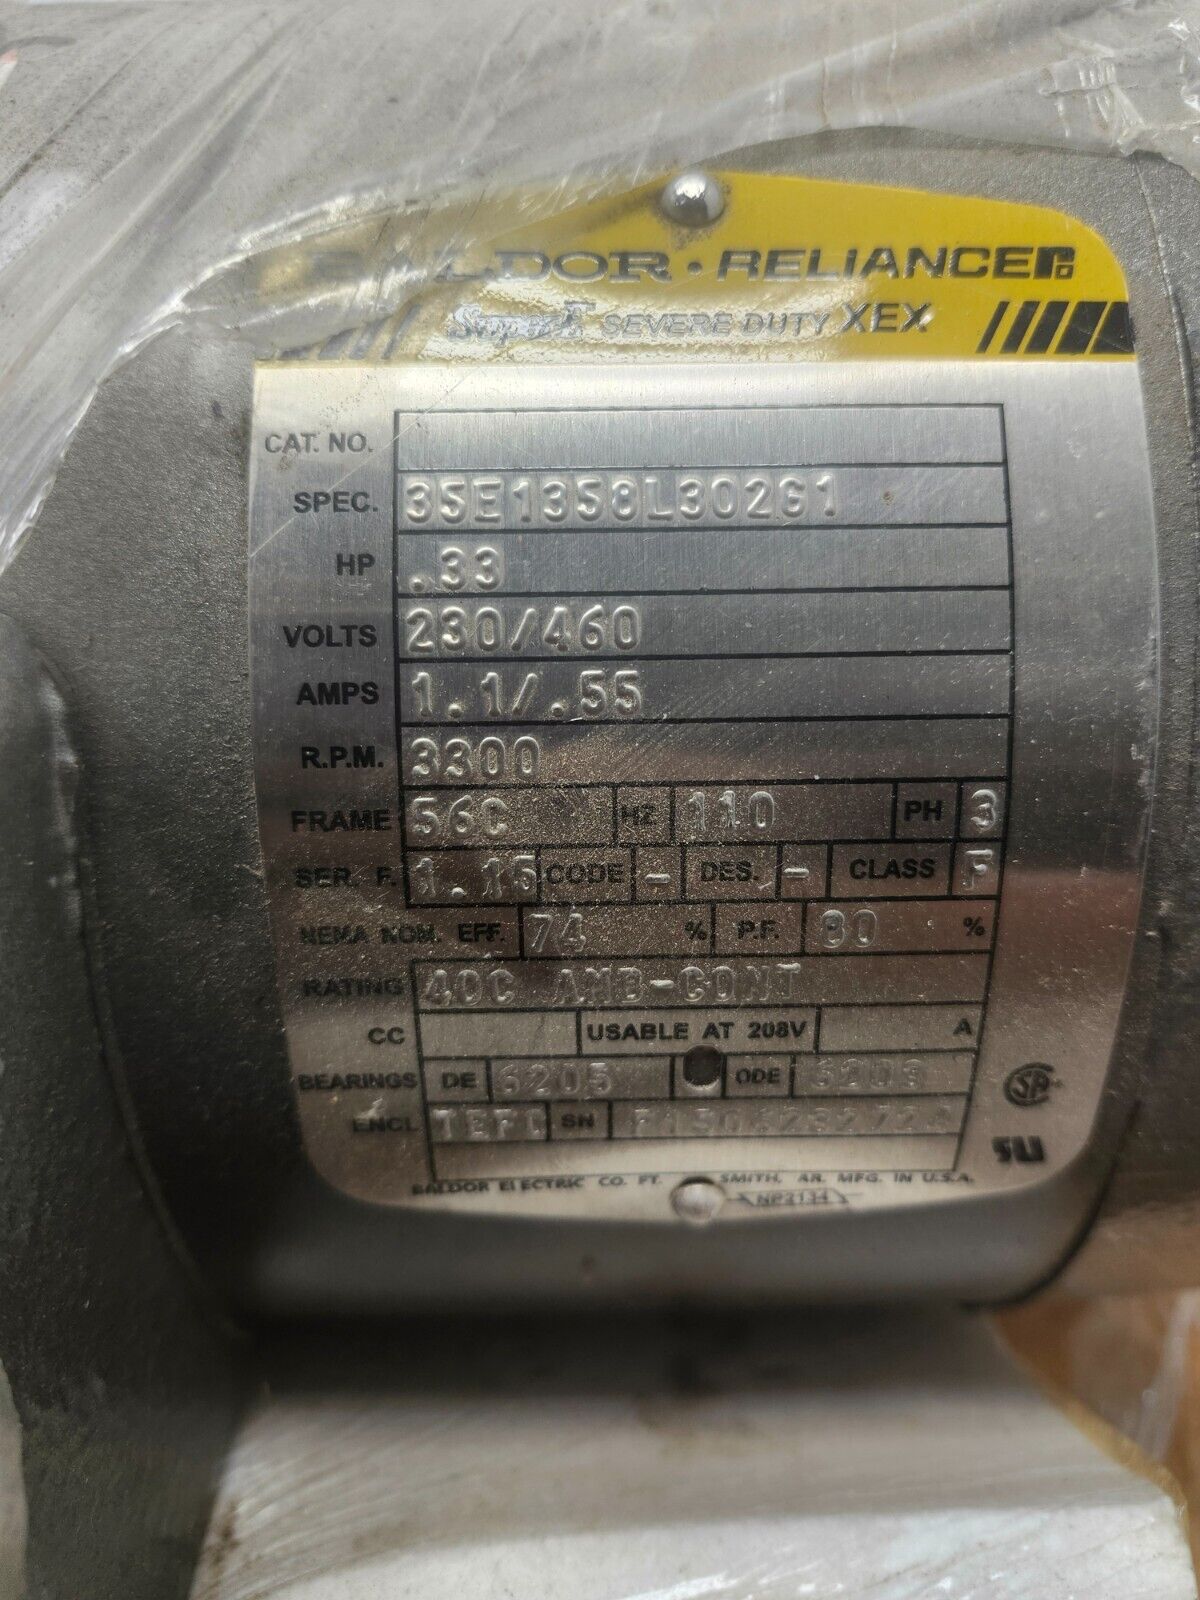 BALDOR • RELIANCER
Super-E SEVERE DUTY XEX
CAT. NO.
SPEC. 35E1358L302G1
HP .33
VOLTS 230/460
AMPS 1.1/.55
R.P.M. 3300
FRAME 56C HZ 110 PH 3
SER. F. 1.15 CODE - DES. - CLASS F
NEMA NOM. EFF. 74 % P.F. 80 %
RATING 40C AMB-CONT
CC USABLE AT 208V A
BEARINGS DE 6205 ODE 6203
ENCL TEFC SN
BALDOR ELECTRIC CO. FT. SMITH, AR. MFG. IN U.S.A.
NP3134